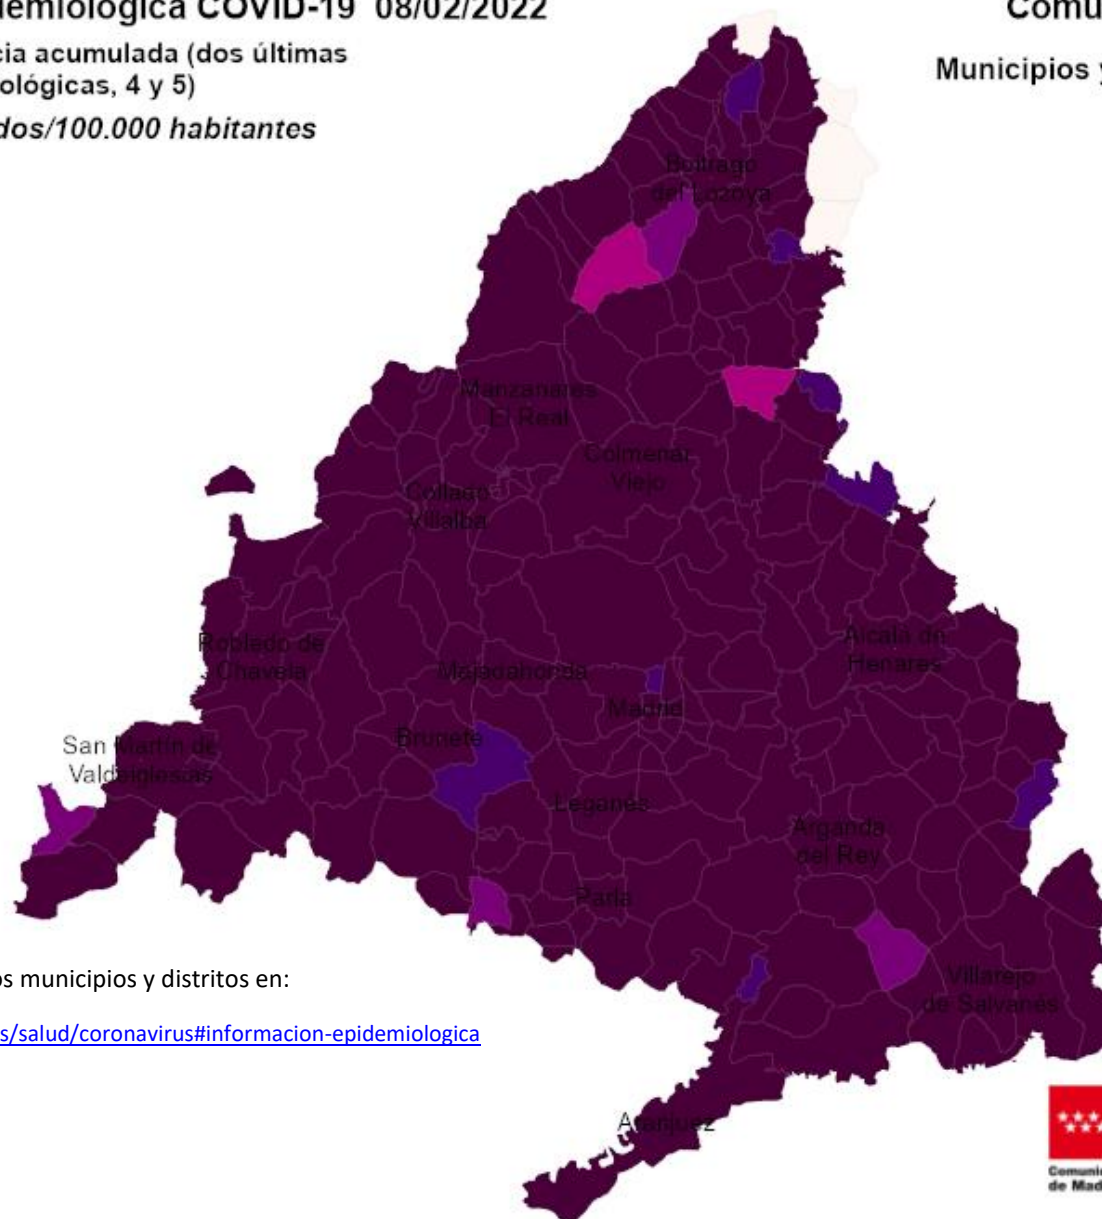 demiológica COVID-19 08/02/2022
Comu
cia acumulada (dos últimas
ológicas, 4 y 5)
Municipios y
dos/100.000 habitantes
Buitrago
del Lozoya
Manzanares
El Real
Colmenar
Viejo
Collado
Villalba
Robledo de
Chavela
Majadahonda
Alcalá de
Henares
Madrid
Brunete
San Martín de
Valdeiglesias
Leganés
Arganda
del Rey
Parla
os municipios y distritos en:
Villarejo
de Salvanés
s/salud/coronavirus#informacion-epidemiologica
Aranjuez
Comuni
de Mad